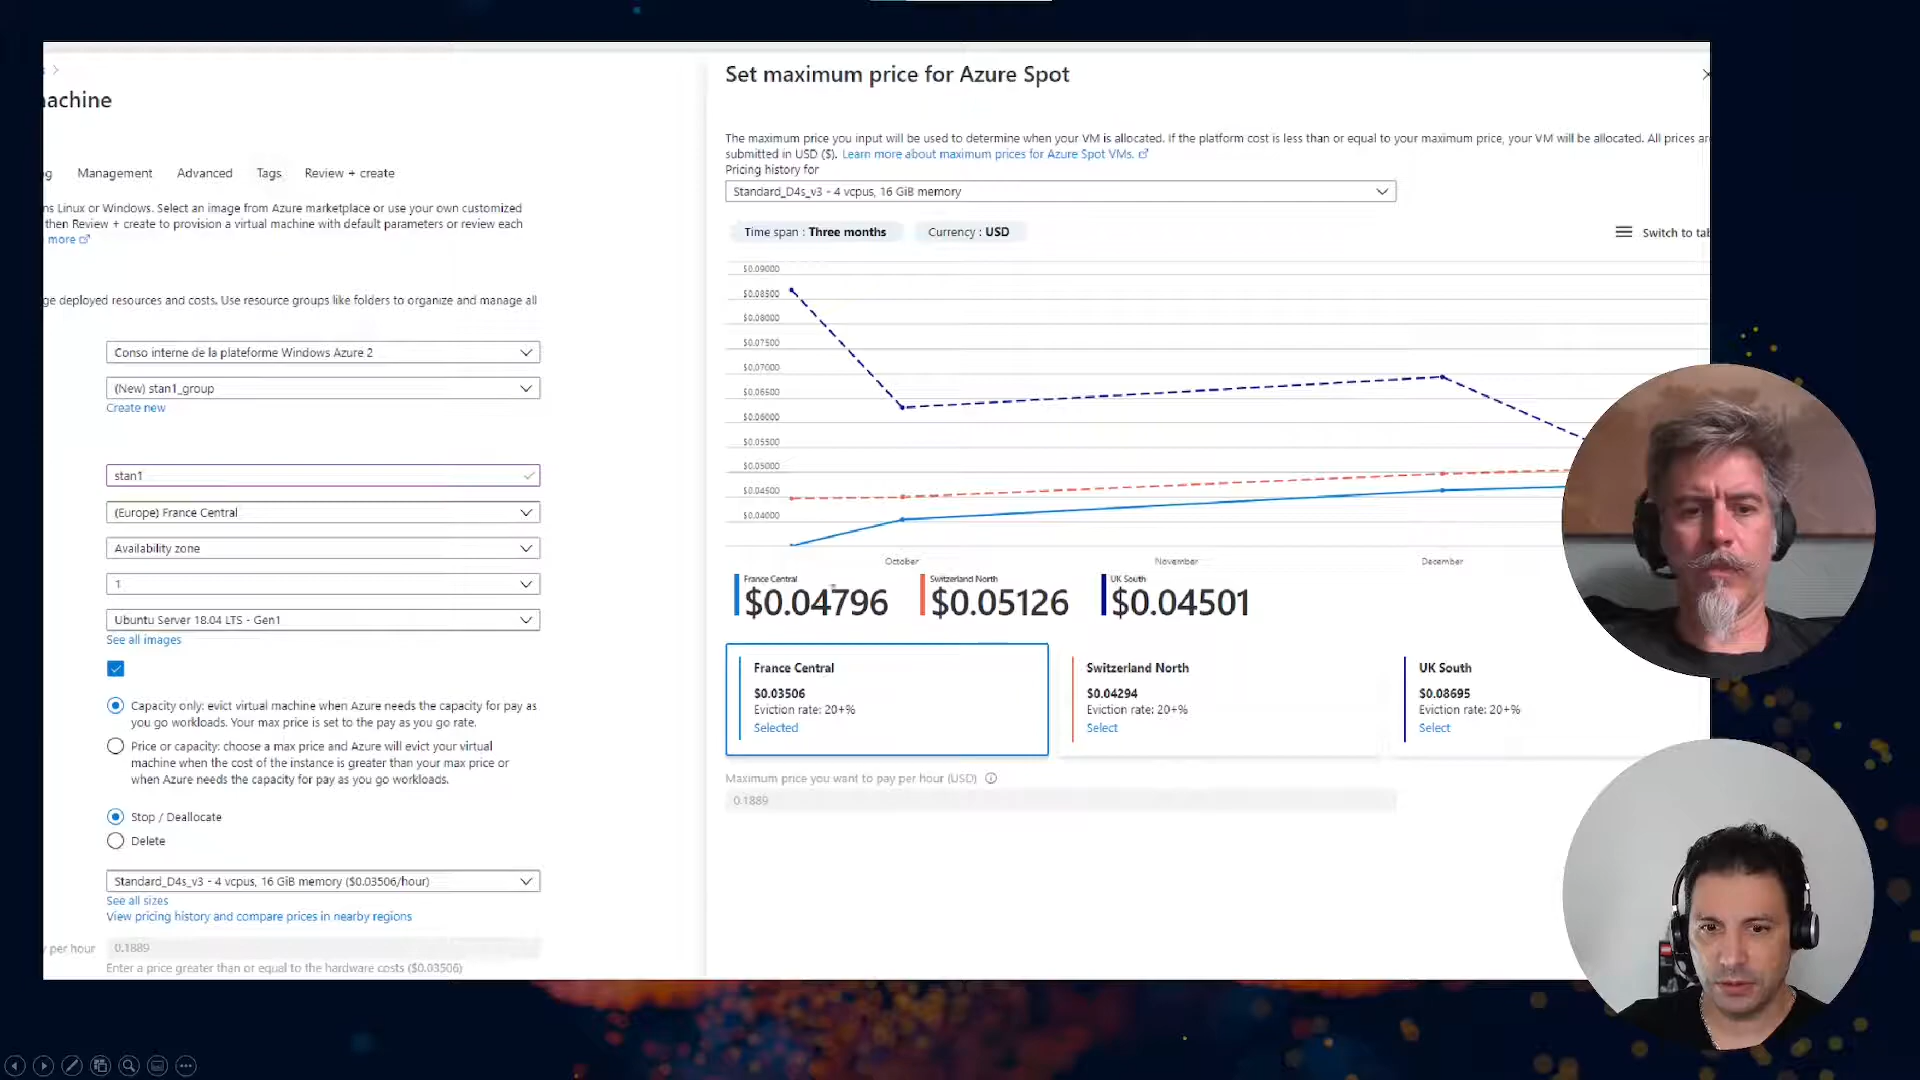 machine
Management
Advanced
Tags
Review + create
ns Linux or Windows. Select an image from Azure marketplace or use your own customized
then Review + create to provision a virtual machine with default parameters or review each
more
ge deployed resources and costs. Use resource groups like folders to organize and manage all
Conso interne de la plateforme Windows Azure 2
(New) stan1_group
Create new
stan1
(Europe) France Central
Availability zone
1
Ubuntu Server 18.04 LTS - Gen1
See all images
Capacity only: evict virtual machine when Azure needs the capacity for pay as
you go workloads. Your max price is set to the pay as you go rate.
Price or capacity: choose a max price and Azure will evict your virtual
machine when the cost of the instance is greater than your max price or
when Azure needs the capacity for pay as you go workloads.
Stop / Deallocate
Delete
Standard_D4s_v3 - 4 vcpus, 16 GiB memory ($0.03506/hour)
See all sizes
View pricing history and compare prices in nearby regions
per hour
0.1889
Enter a price greater than or equal to the hardware costs ($0.03506)
Set maximum price for Azure Spot
The maximum price you input will be used to determine when your VM is allocated. If the platform cost is less than or equal to your maximum price, your VM will be allocated. All prices ar
submitted in USD ($). Learn more about maximum prices for Azure Spot VMs.
Pricing history for
Standard_D4s_v3 - 4 vcpus, 16 GiB memory
Time span : Three months
Currency : USD
Switch to tab
$0.09000
$0.08500
$0.08000
$0.07500
$0.07000
$0.06500
$0.06000
$0.05500
$0.05000
$0.04500
$0.04000
October
November
December
France Central
$0.04796
Switzerland North
$0.05126
UK South
$0.04501
France Central
$0.03506
Eviction rate: 20+%
Selected
Switzerland North
$0.04294
Eviction rate: 20+%
Select
UK South
$0.08695
Eviction rate: 20+%
Select
Maximum price you want to pay per hour (USD)
0.1889